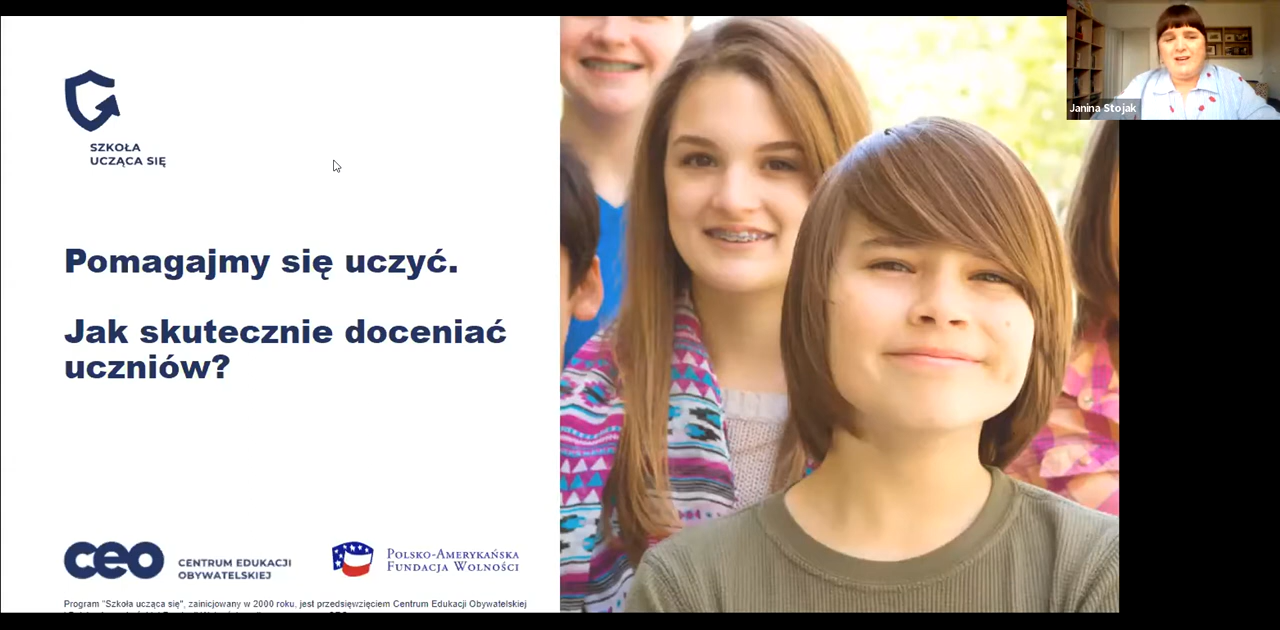 Janina Stojak
SZKOŁA
UCZĄCA SIĘ
Pomagajmy się uczyć.
Jak skutecznie doceniać
uczniów?
ceo
CENTRUM EDUKACJI
OBYWATELSKIEJ
POLSKO-AMERYKAŃSKA
FUNDACJA WOLNOŚCI
Program "Szkoła ucząca się", zainicjowany w 2000 roku, jest przedsięwzięciem Centrum Edukacji Obywatelskiej